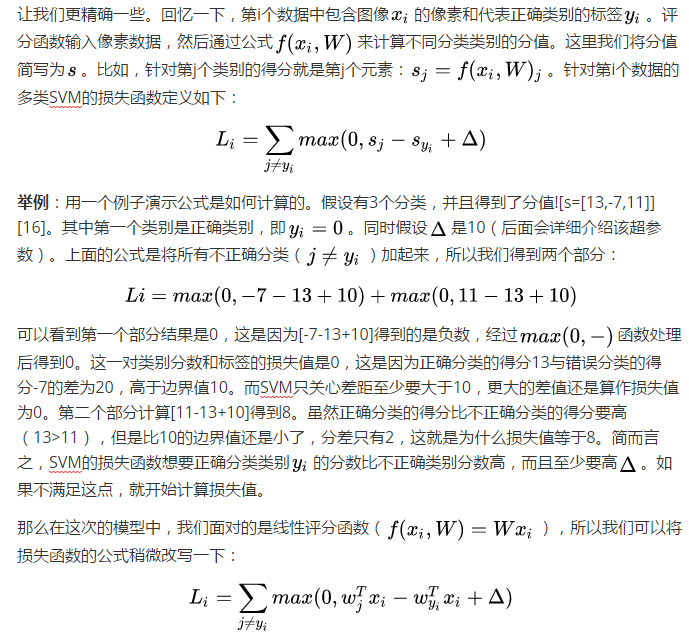 让我们更精确一些。回忆一下，第i个数据中包含图像 $x_i$ 的像素和代表正确类别的标签 $y_i$ 。评
分函数输入像素数据，然后通过公式 $f(x_i, W)$ 来计算不同分类类别的分值。这里我们将分值
简写为 $s$ 。比如，针对第j个类别的得分就是第j个元素： $s_j = f(x_i, W)_j$ 。针对第i个数据的
多类SVM的损失函数定义如下：
$L_i = \sum_{j \neq y_i} max(0, s_j - s_{y_i} + \Delta)$
举例：用一个例子演示公式是如何计算的。假设有3个分类，并且得到了分值![s=[13,-7,11]]
[16]。其中第一个类别是正确类别，即 $y_i = 0$ 。同时假设 $\Delta$ 是10（后面会详细介绍该超参
数）。上面的公式是将所有不正确分类（ $j \neq y_i$ ）加起来，所以我们得到两个部分：
$Li = max(0, -7 - 13 + 10) + max(0, 11 - 13 + 10)$
可以看到第一个部分结果是0，这是因为[-7-13+10]得到的是负数，经过 $max(0, -)$ 函数处理
后得到0。这一对类别分数和标签的损失值是0，这是因为正确分类的得分13与错误分类的得
分-7的差为20，高于边界值10。而SVM只关心差距至少要大于10，更大的差值还是算作损失值
为0。第二个部分计算[11-13+10]得到8。虽然正确分类的得分比不正确分类的得分要高
（13>11），但是比10的边界值还是小了，分差只有2，这就是为什么损失值等于8。简而言
之，SVM的损失函数想要正确分类类别 $y_i$ 的分数比不正确类别分数高，而且至少要高 $\Delta$ 。如
果不满足这点，就开始计算损失值。
那么在这次的模型中，我们面对的是线性评分函数（ $f(x_i, W) = Wx_i$ ），所以我们可以将
损失函数的公式稍微改写一下：
$L_i = \sum_{j \neq y_i} max(0, w_j^T x_i - w_{y_i}^T x_i + \Delta)$